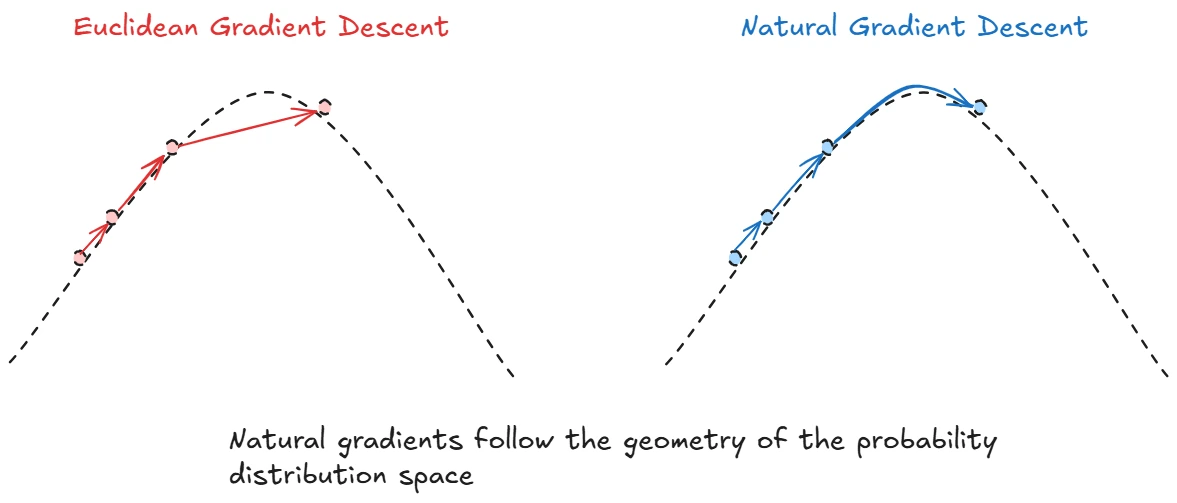 Euclidean Gradient Descent
Natural Gradient Descent
Natural gradients follow the geometry of the probability
distribution space